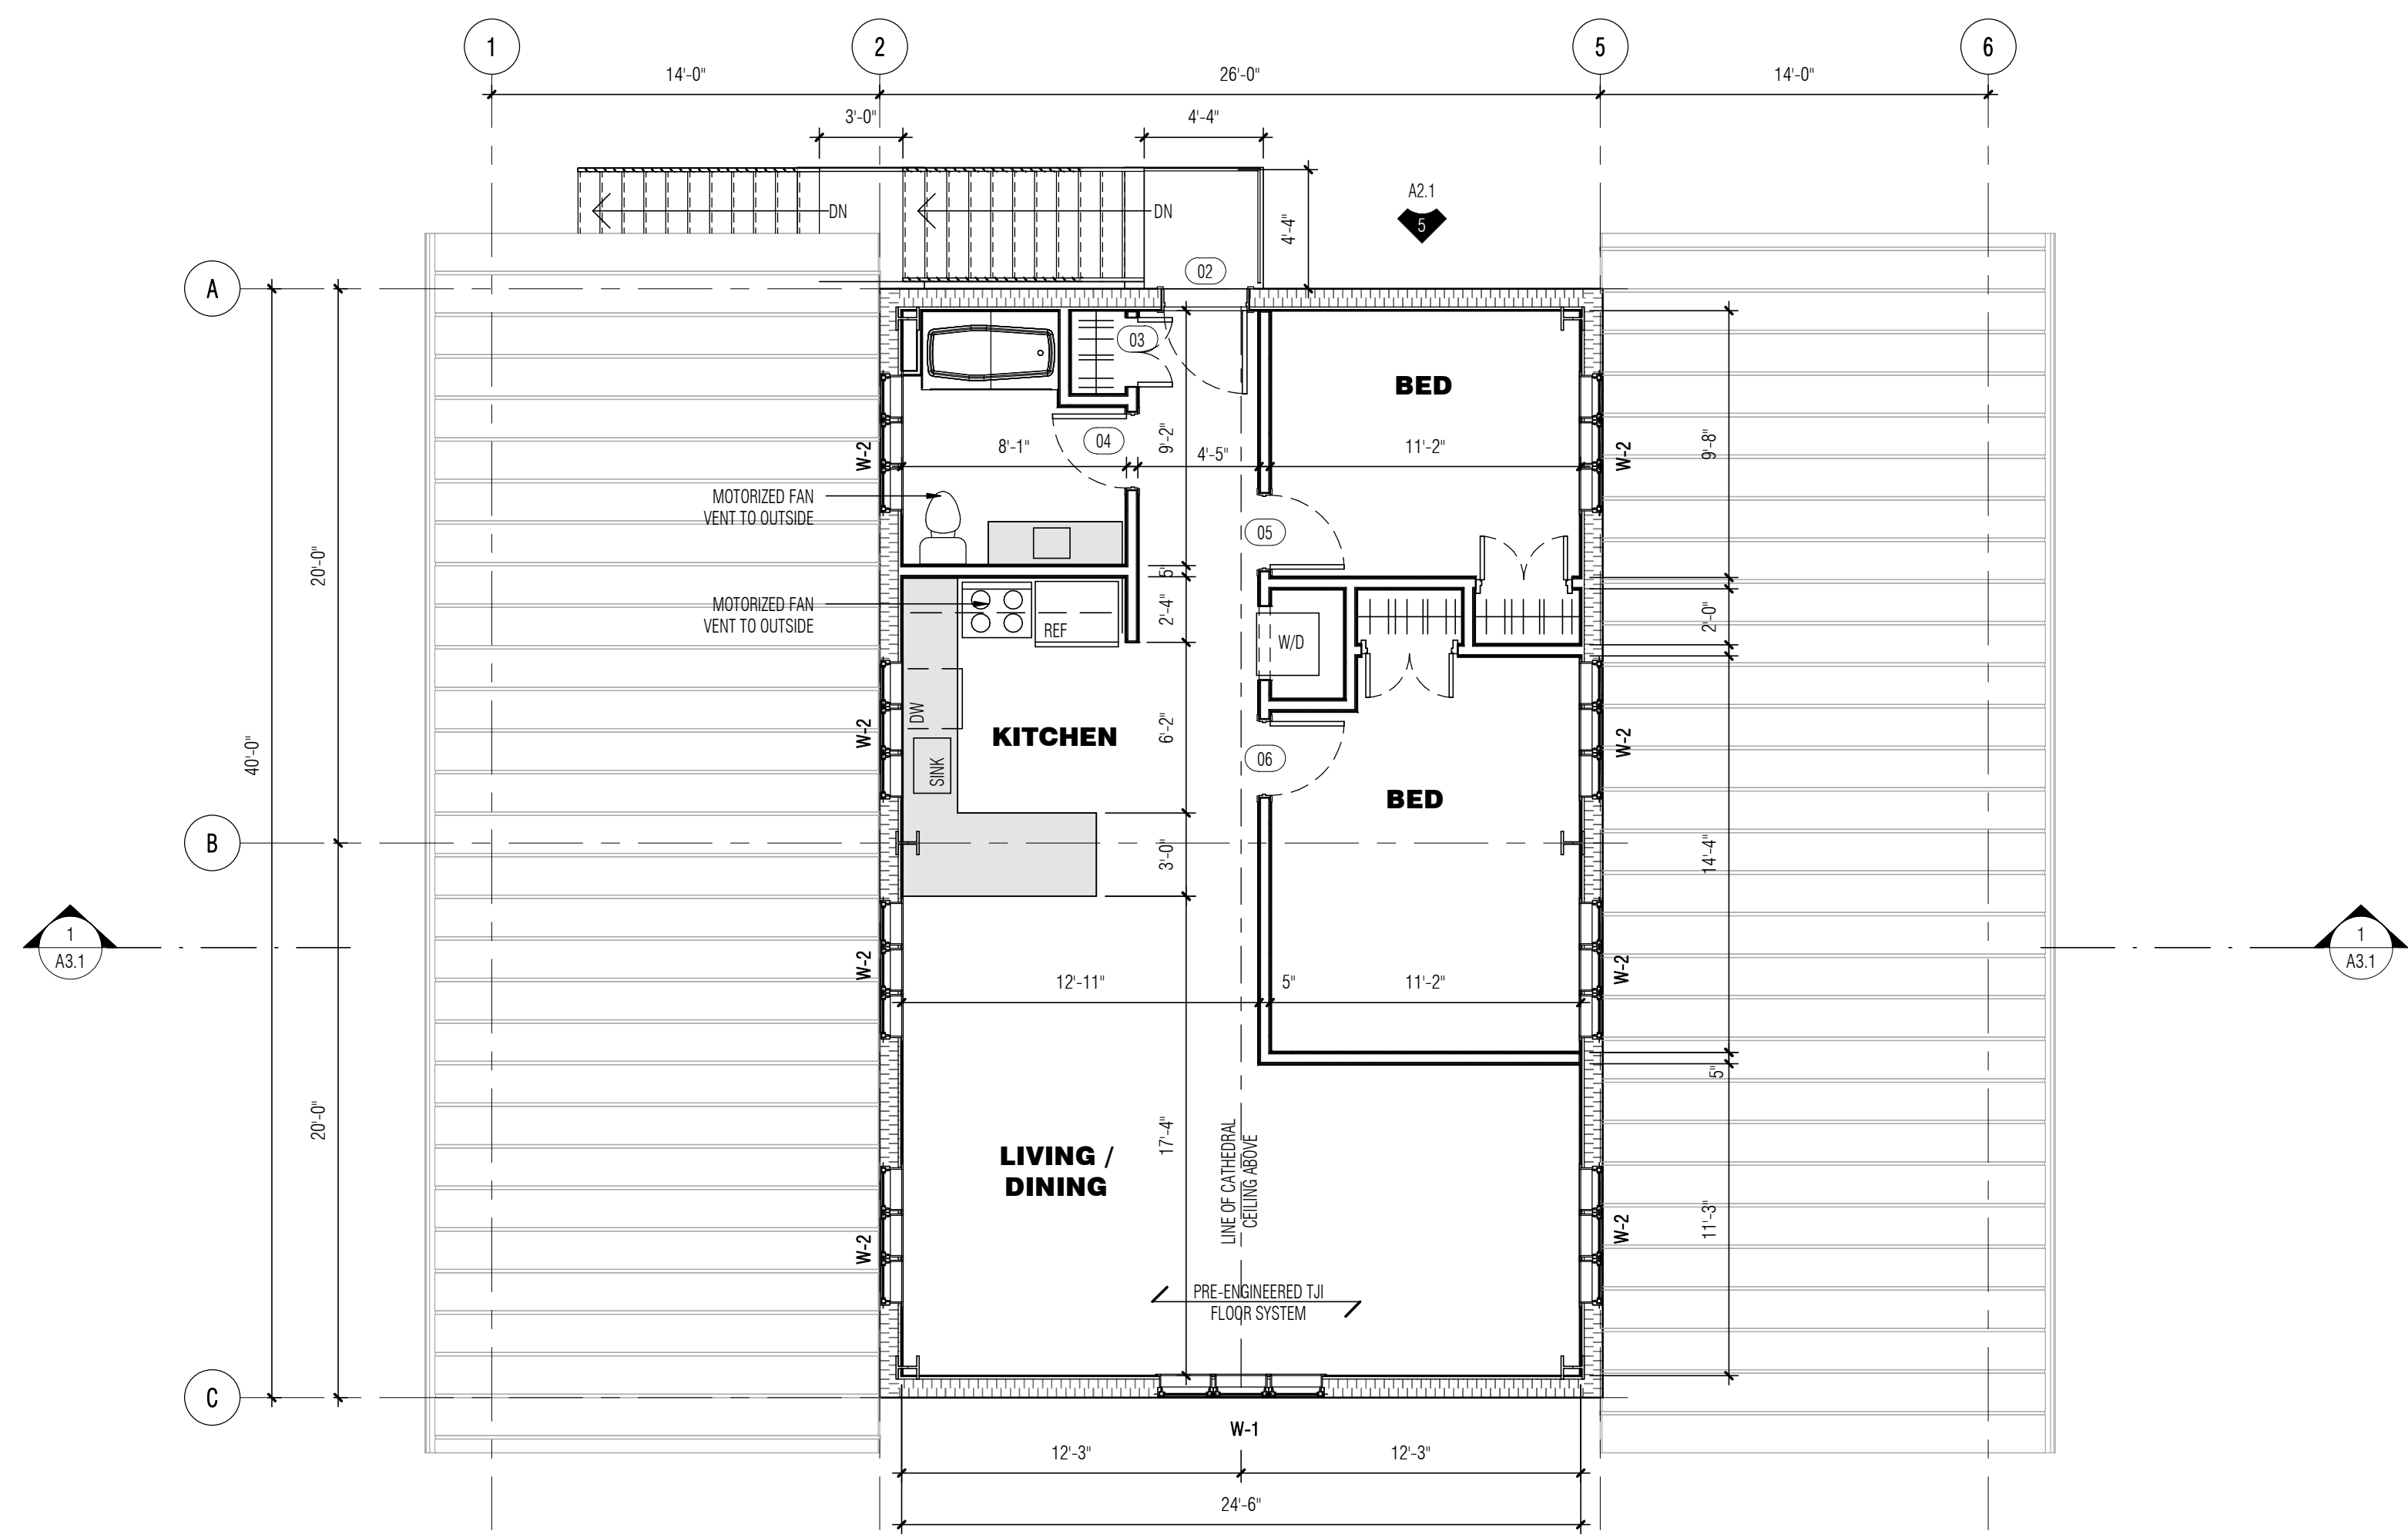 1
2
5
6
14'-0"
26'-0"
14'-0"
3'-0"
4'-4"
A2.1
5
DN
DN
4'-4"
02
A
03
BED
04
8'-1"
9'-2"
4'-5"
11'-2"
9'-8"
W-2
W-2
MOTORIZED FAN
VENT TO OUTSIDE
05
20'-0"
5"
MOTORIZED FAN
VENT TO OUTSIDE
2'-4"
2'-0"
REF
W/D
DW
KITCHEN
6'-2"
W-2
W-2
40'-0"
SINK
06
BED
B
3'-0"
14'-4"
1
A3.1
1
A3.1
W-2
W-2
12'-11"
5"
11'-2"
5"
20'-0"
17'-4"
LIVING /
DINING
LINE OF CATHEDRAL
CEILING ABOVE
11'-3"
W-2
W-2
PRE-ENGINEERED TJI
FLOOR SYSTEM
C
W-1
12'-3"
12'-3"
24'-6"